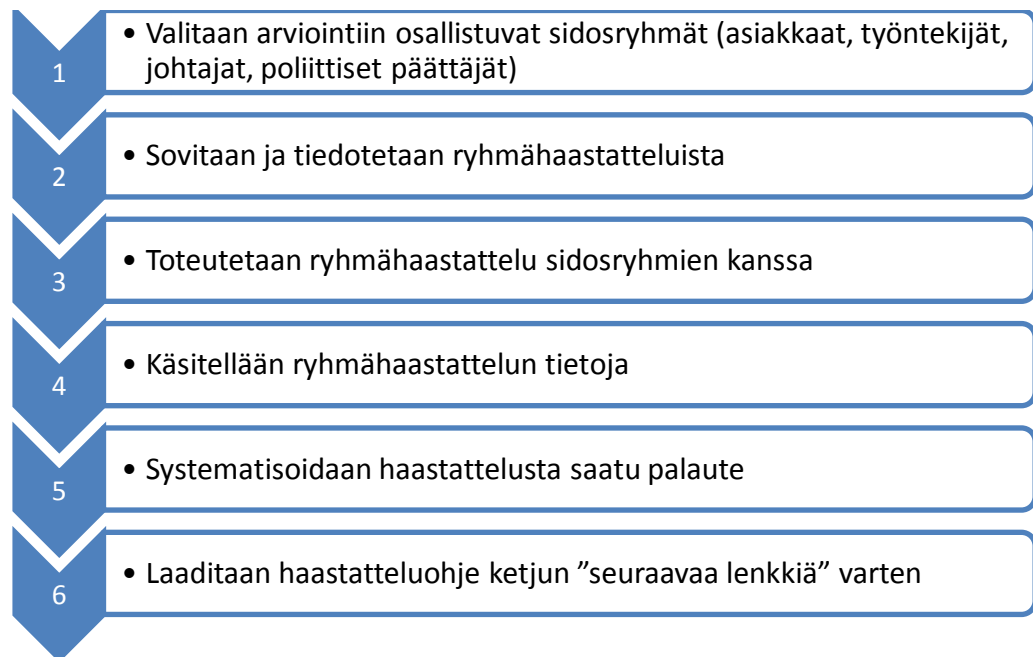 1
• Valitaan arviointiin osallistuvat sidosryhmät (asiakkaat, työntekijät,
johtajat, poliittiset päättäjät)
2
• Sovitaan ja tiedotetaan ryhmähaastatteluista
3
• Toteutetaan ryhmähaastattelu sidosryhmien kanssa
4
• Käsitellään ryhmähaastattelun tietoja
5
• Systematisoidaan haastattelusta saatu palaute
6
• Laaditaan haastatteluohje ketjun ”seuraavaa lenkkiä” varten